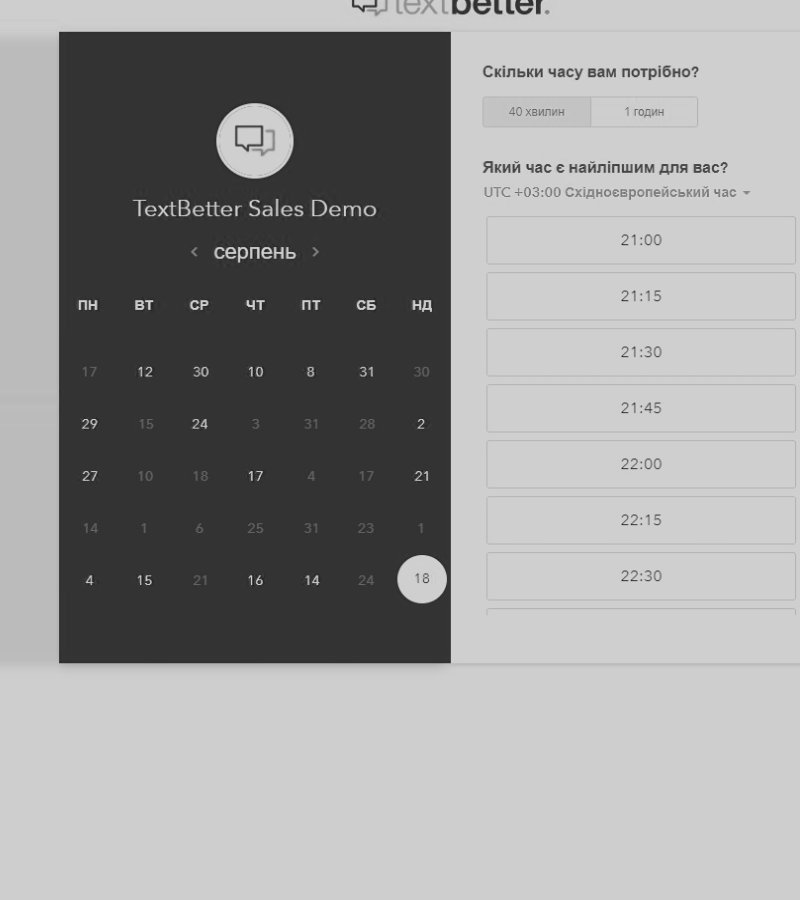 textbetter.
TextBetter Sales Demo
< серпень >
ПН ВТ СР ЧТ ПТ СБ НД
17 12 30 10 8 31 30
29 15 24 3 31 28 2
27 10 18 17 4 17 21
14 1 6 25 31 23 1
4 15 21 16 14 24 18
Скільки часу вам потрібно?
40 хвилин 1 годин
Який час є найліпшим для вас?
UTC +03:00 Східноєвропейський час
21:00
21:15
21:30
21:45
22:00
22:15
22:30